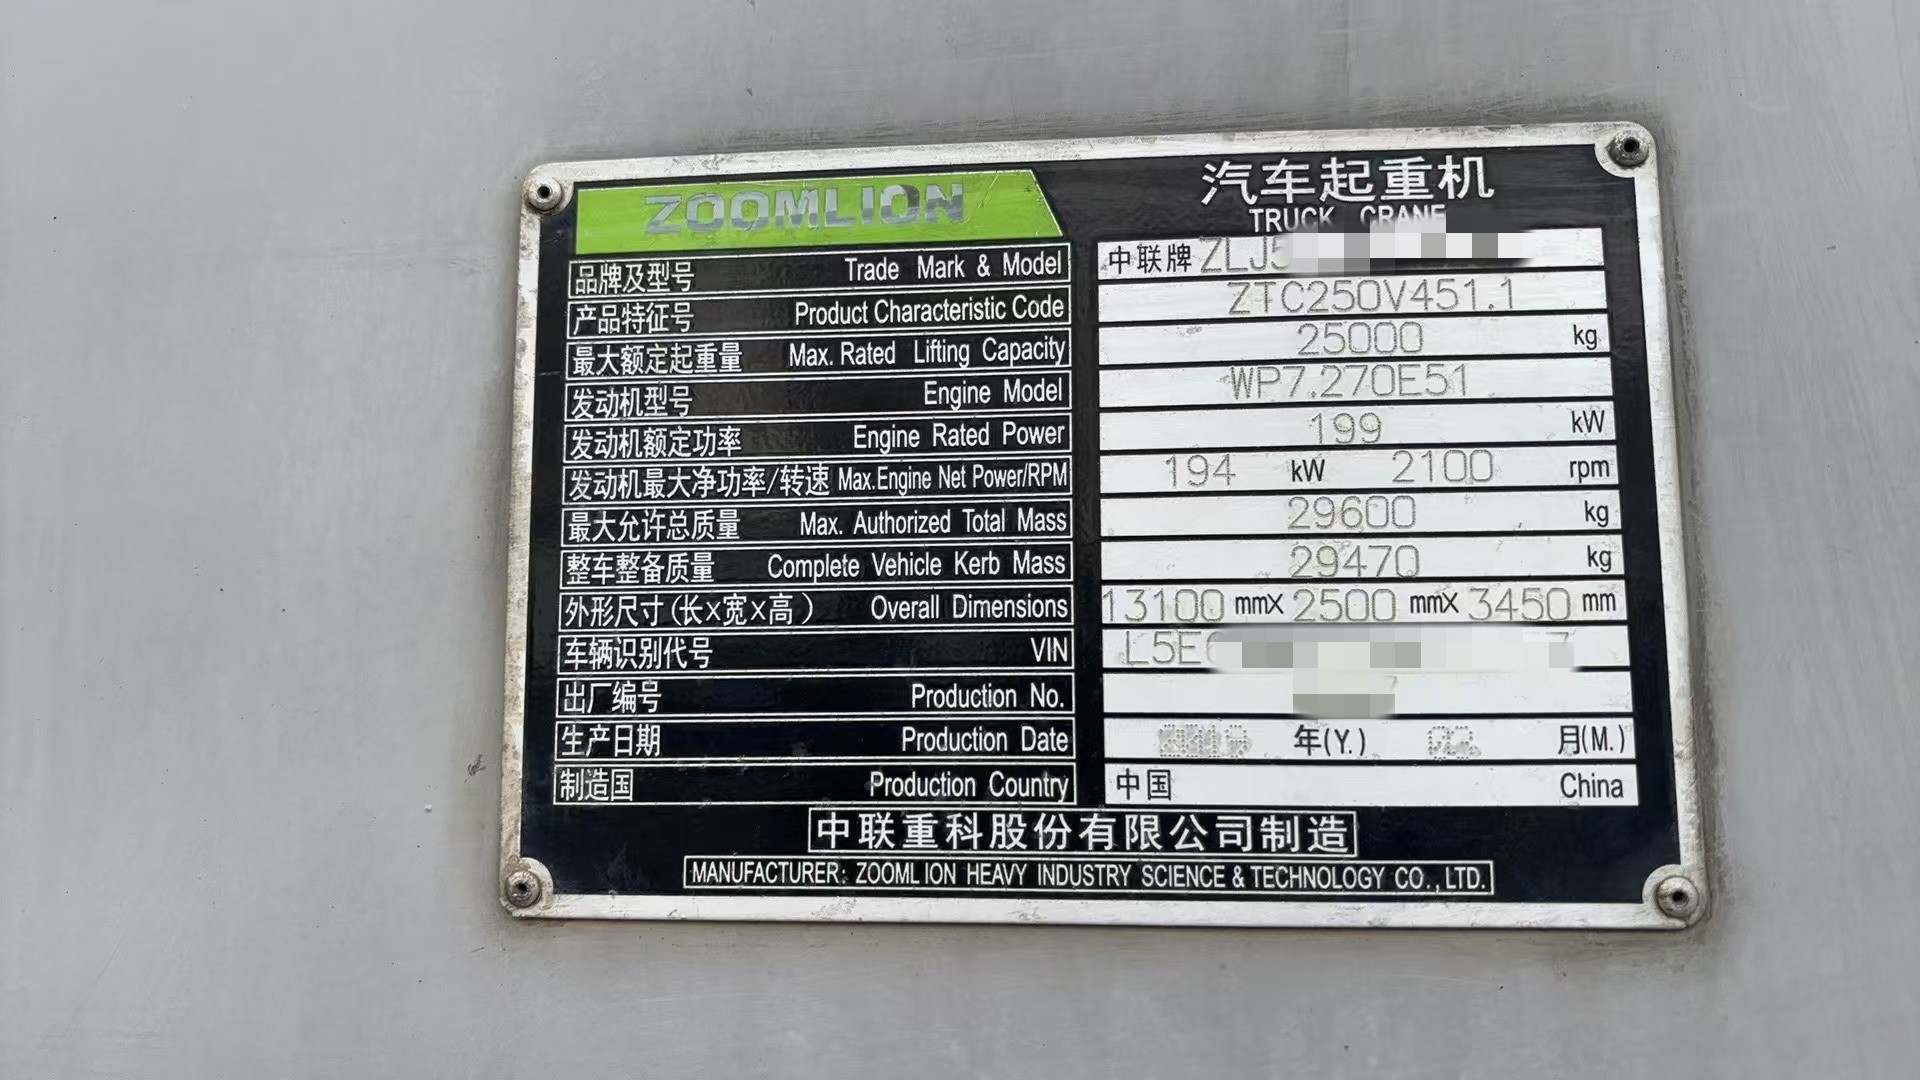 ZOOMLION
汽车起重机
TRUCK CRANE
品牌及型号 Trade Mark & Model 中联牌 ZLJ5
产品特征号 Product Characteristic Code ZTC250V451.1
最大额定起重量 Max. Rated Lifting Capacity 25000 kg
发动机型号 Engine Model WP7.270E51
发动机额定功率 Engine Rated Power 199 kW
发动机最大净功率/转速 Max.Engine Net Power/RPM 194 kW 2100 rpm
最大允许总质量 Max. Authorized Total Mass 29600 kg
整车整备质量 Complete Vehicle Kerb Mass 29470 kg
外形尺寸(长X宽X高) Overall Dimensions 13100 mmX 2500 mmX 3450 mm
车辆识别代号 VIN L5E
出厂编号 Production No.
生产日期 Production Date 年(Y.) 月(M.)
制造国 Production Country 中国 China
中联重科股份有限公司制造
MANUFACTURER: ZOOMLION HEAVY INDUSTRY SCIENCE & TECHNOLOGY CO., LTD.